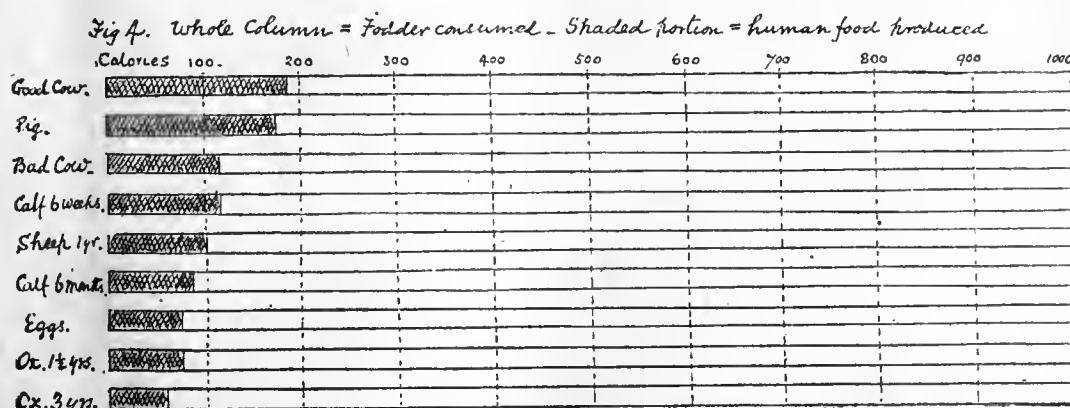 Fig 4. Whole Column = Fodder consumed - Shaded portion = human food produced
Calories 100. 200 300 400 500 600 700 800 900 1000
Good Cow.
Pig.
Bad Cow.
Calf 6 weeks.
Sheep 1yr.
Calf 6 months.
Eggs.
Ox. 1½ yrs.
Ox. 3 yrs.